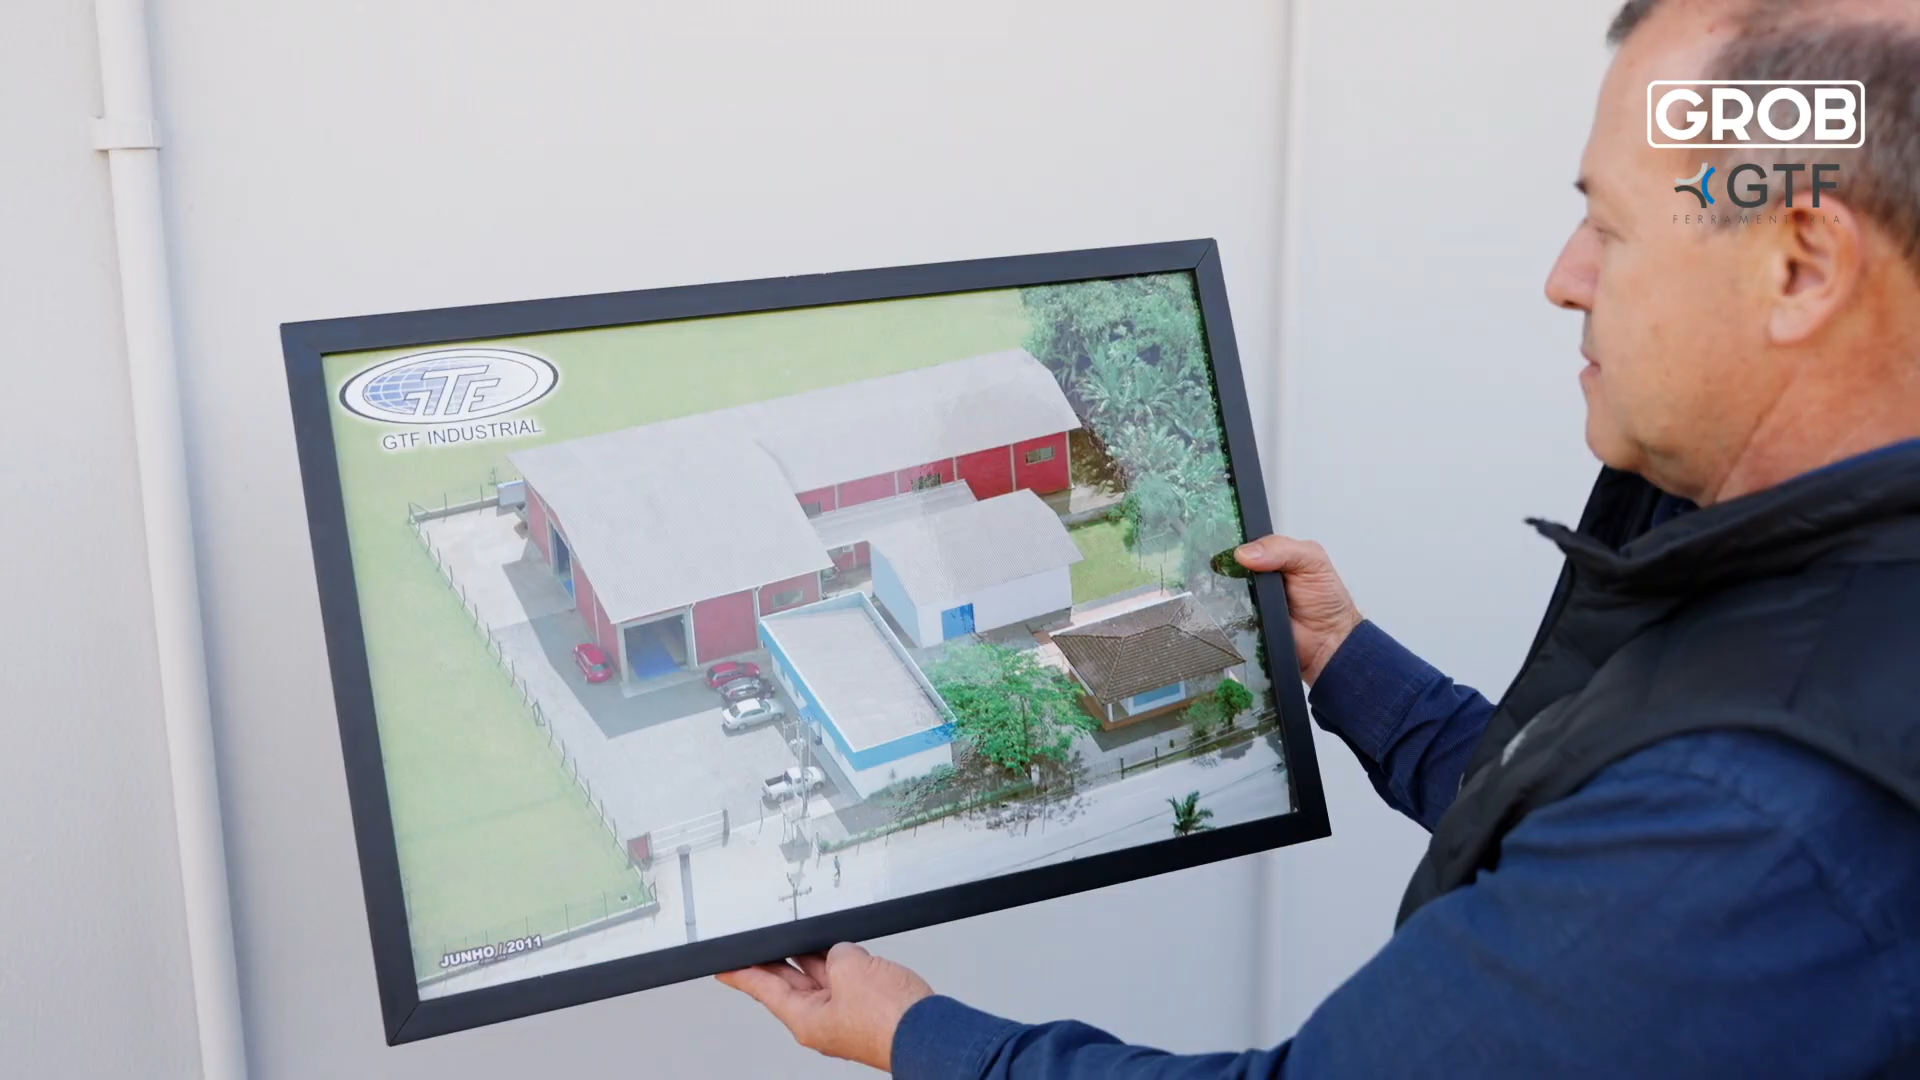 GROB
GTF
FERRAMENTARIA
GTF
GTF INDUSTRIAL
JUNHO / 2011